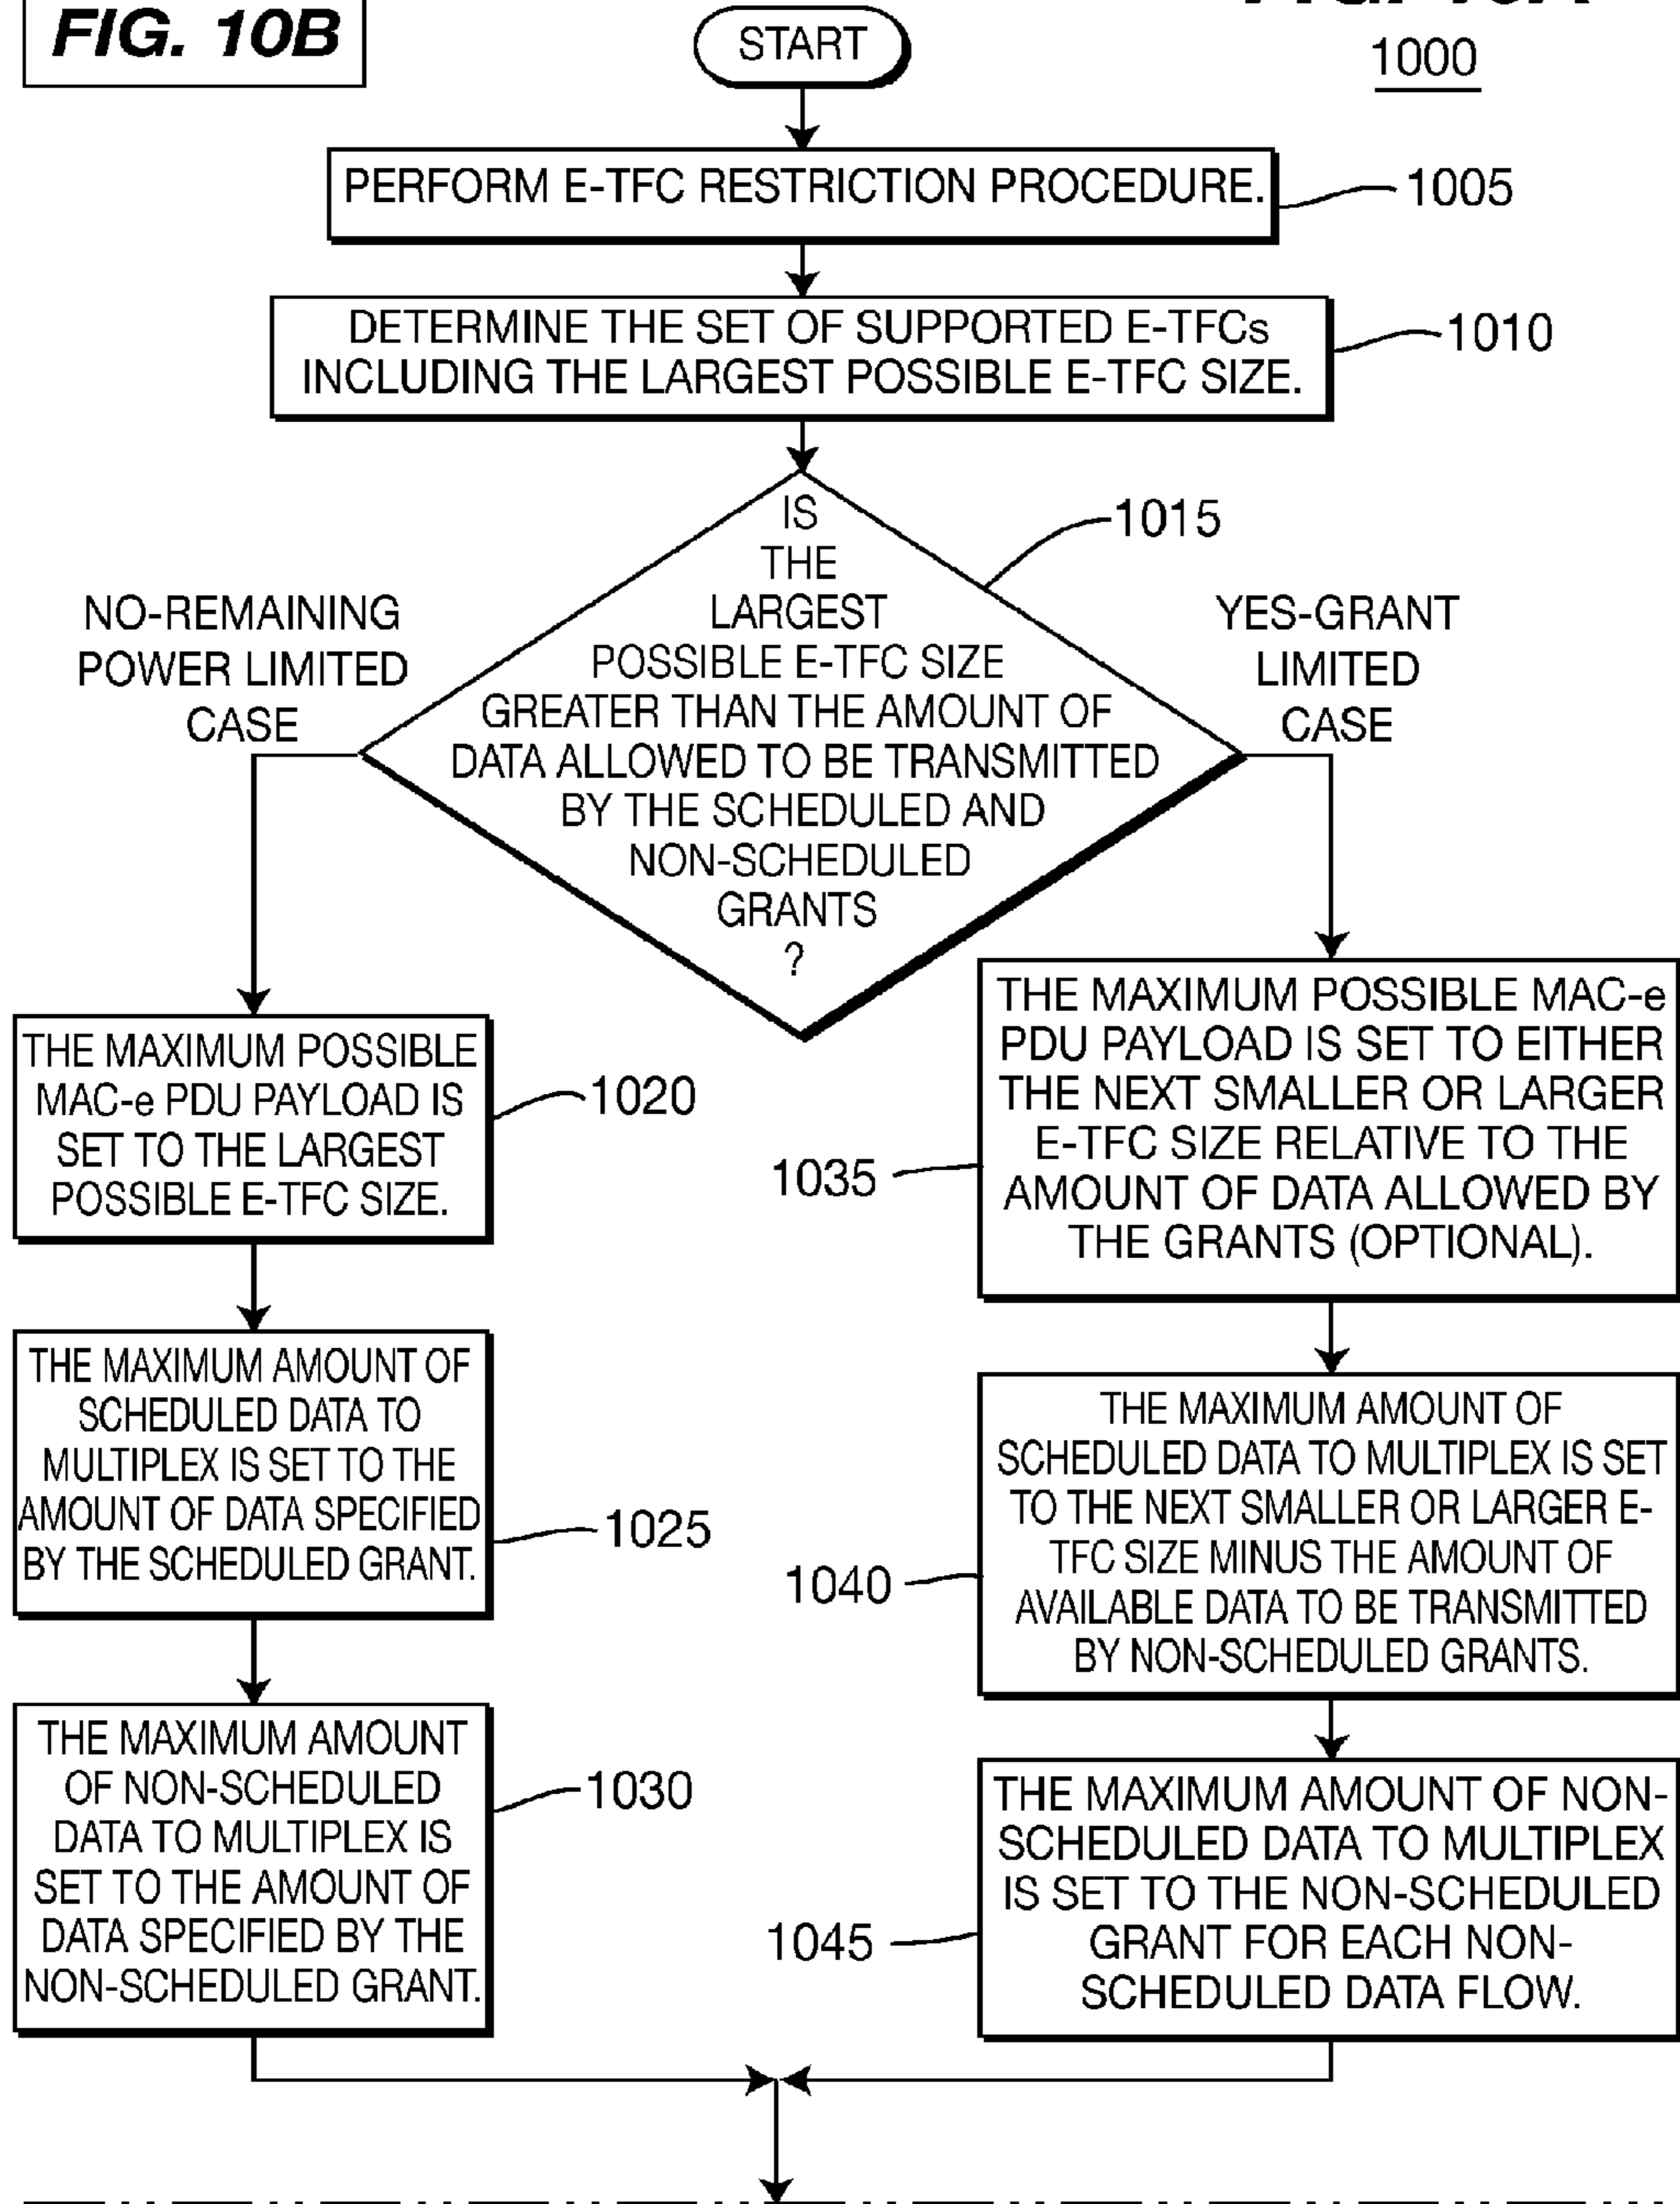 FIG. 10B
1000
START
PERFORM E-TFC RESTRICTION PROCEDURE.
1005
DETERMINE THE SET OF SUPPORTED E-TFCs
INCLUDING THE LARGEST POSSIBLE E-TFC SIZE.
1010
IS
THE
LARGEST
POSSIBLE E-TFC SIZE
GREATER THAN THE AMOUNT OF
DATA ALLOWED TO BE TRANSMITTED
BY THE SCHEDULED AND
NON-SCHEDULED
GRANTS
?
1015
NO-REMAINING
POWER LIMITED
CASE
YES-GRANT
LIMITED
CASE
THE MAXIMUM POSSIBLE
MAC-e PDU PAYLOAD IS
SET TO THE LARGEST
POSSIBLE E-TFC SIZE.
1020
THE MAXIMUM AMOUNT OF
SCHEDULED DATA TO
MULTIPLEX IS SET TO THE
AMOUNT OF DATA SPECIFIED
BY THE SCHEDULED GRANT.
1025
THE MAXIMUM AMOUNT
OF NON-SCHEDULED
DATA TO MULTIPLEX IS
SET TO THE AMOUNT OF
DATA SPECIFIED BY THE
NON-SCHEDULED GRANT.
1030
THE MAXIMUM POSSIBLE MAC-e
PDU PAYLOAD IS SET TO EITHER
THE NEXT SMALLER OR LARGER
E-TFC SIZE RELATIVE TO THE
AMOUNT OF DATA ALLOWED BY
THE GRANTS (OPTIONAL).
1035
THE MAXIMUM AMOUNT OF
SCHEDULED DATA TO MULTIPLEX IS SET
TO THE NEXT SMALLER OR LARGER E-
TFC SIZE MINUS THE AMOUNT OF
AVAILABLE DATA TO BE TRANSMITTED
BY NON-SCHEDULED GRANTS.
1040
THE MAXIMUM AMOUNT OF NON-
SCHEDULED DATA TO MULTIPLEX
IS SET TO THE NON-SCHEDULED
GRANT FOR EACH NON-
SCHEDULED DATA FLOW.
1045